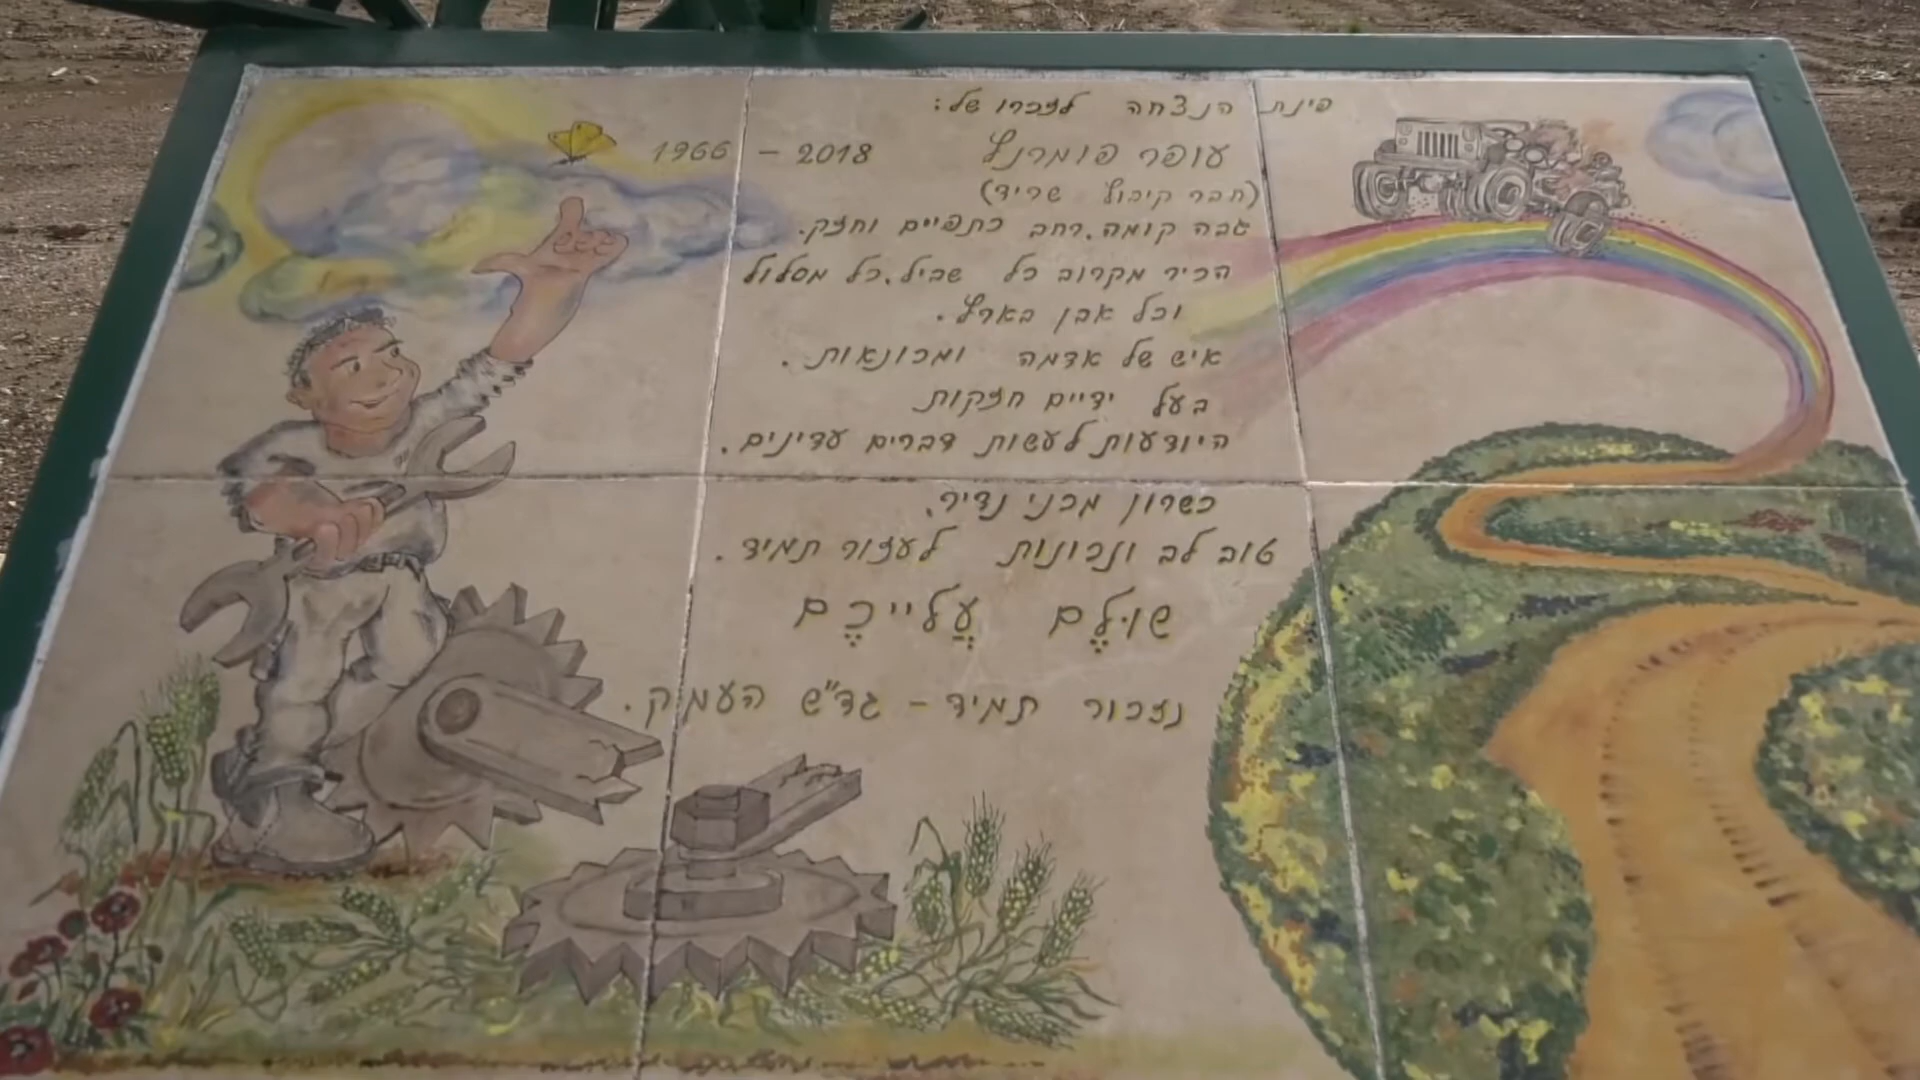 פינת הנצחה לזכרו של:
עופר פומרנץ 1966 - 2018
(חבר קיבוץ שריד)
גבה קומה, רחב כתפיים וחזק.
הכיר מקרוב כל שביל, כל מסלול
וכל אבן בארץ.
איש של אדמה ומכונאות.
בעל ידיים חזקות
היודעות לעשות דברים עדינים.
כשרון מכני נדיר,
טוב לב ונכונות לעזור תמיד.
שוּלֶם עֲלייכֶם
נזכור תמיד - גד"ש העמק.